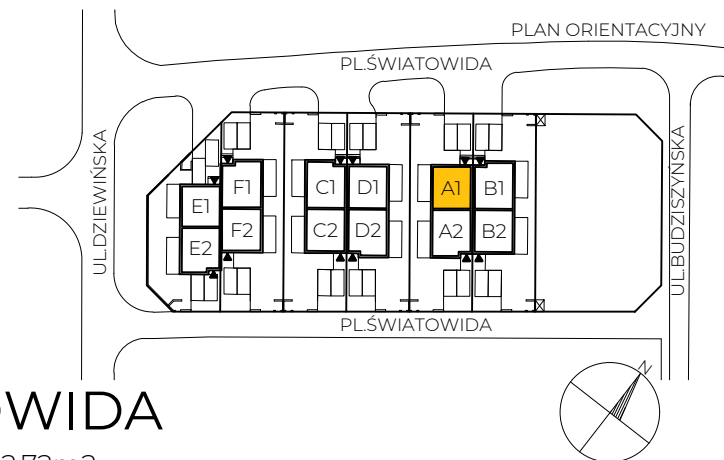 PLAN ORIENTACYJNY
PL.ŚWIATOWIDA
UL.DZIEWIŃSKA
UL.BUDZISZYNSKA
F1
C1
D1
A1
B1
E1
F2
C2
D2
A2
B2
E2
PL.ŚWIATOWIDA
N
WIDA